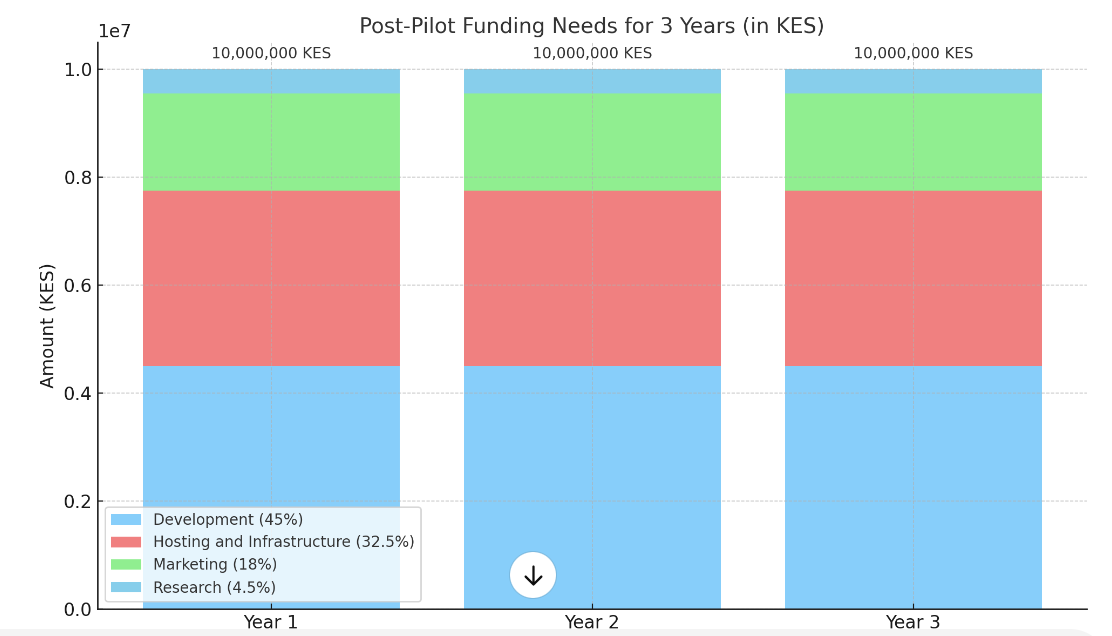 Post-Pilot Funding Needs for 3 Years (in KES)
1e7
10,000,000 KES 10,000,000 KES 10,000,000 KES
1.0
0.8
0.6
0.4
0.2
0.0
Amount (KES)
Development (45%)
Hosting and Infrastructure (32.5%)
Marketing (18%)
Research (4.5%)
Year 1 Year 2 Year 3